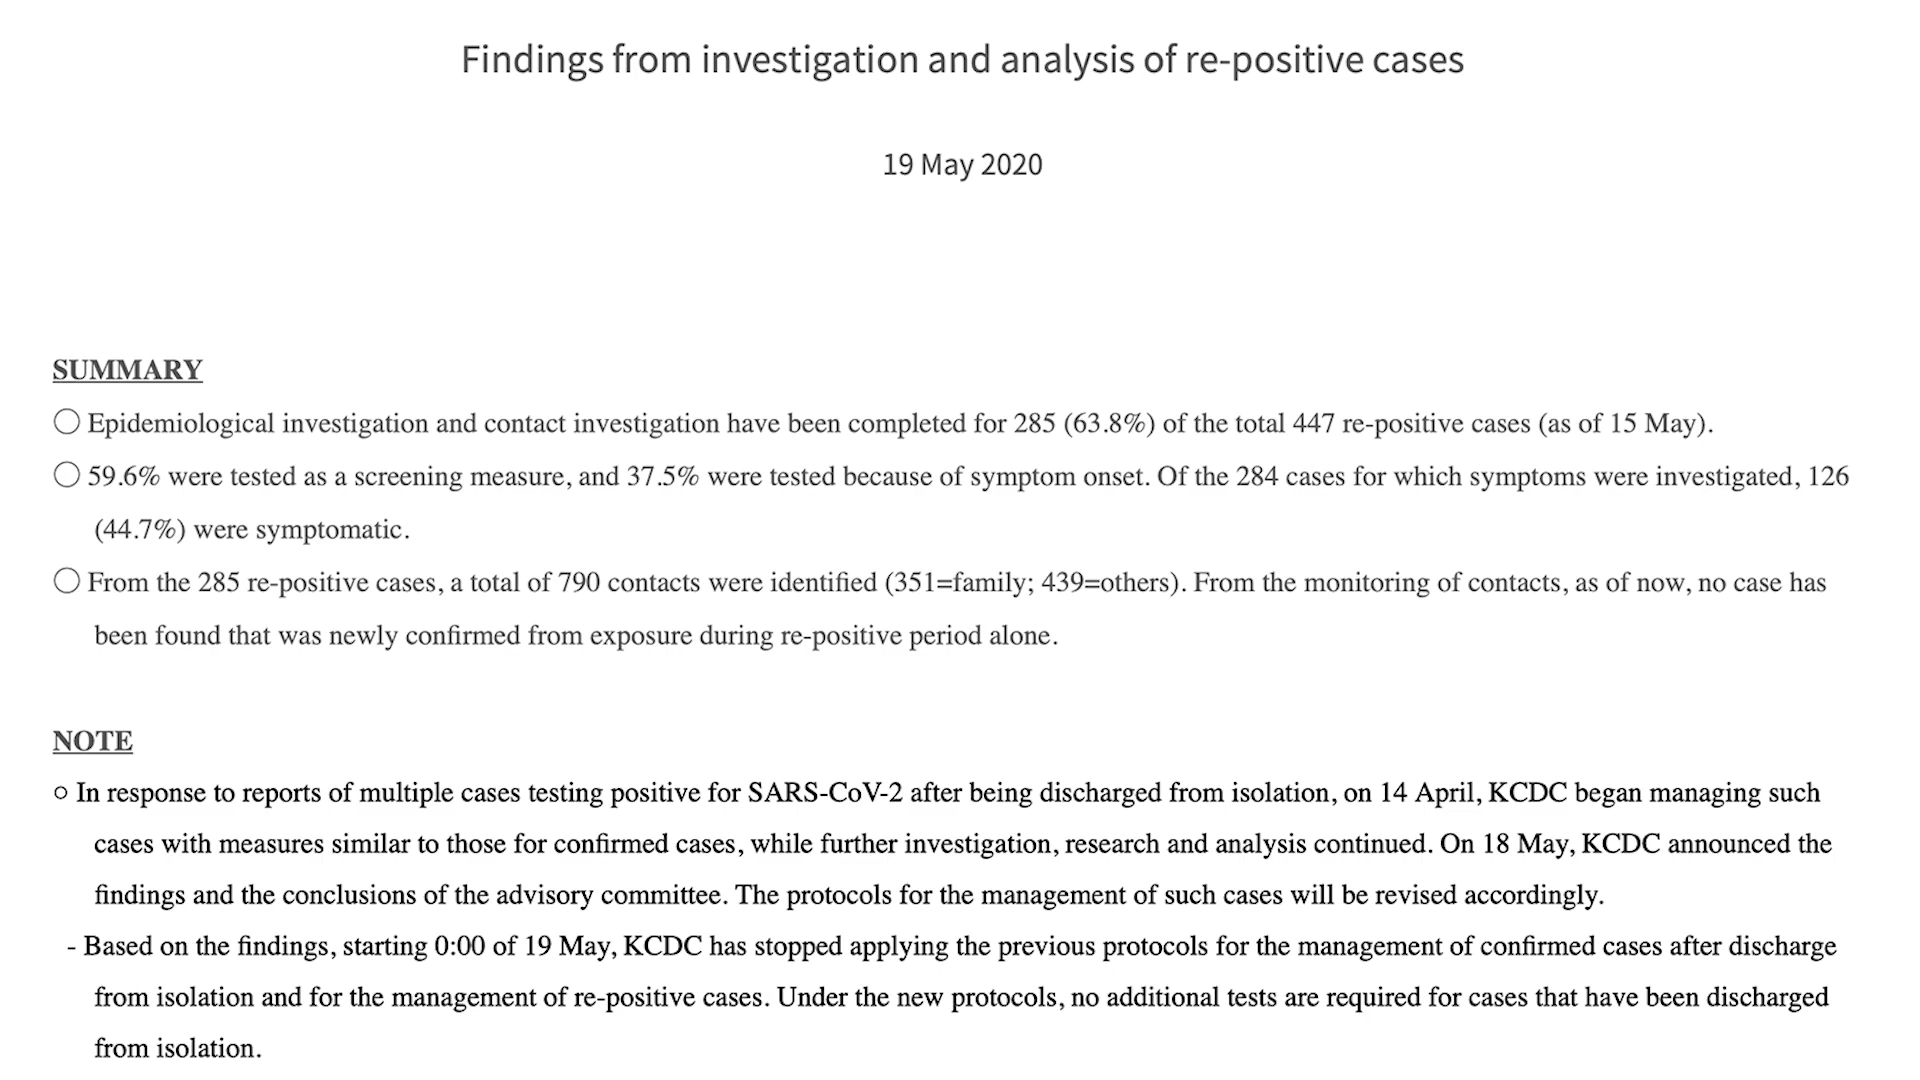 Findings from investigation and analysis of re-positive cases
19 May 2020
SUMMARY
○ Epidemiological investigation and contact investigation have been completed for 285 (63.8%) of the total 447 re-positive cases (as of 15 May).
○ 59.6% were tested as a screening measure, and 37.5% were tested because of symptom onset. Of the 284 cases for which symptoms were investigated, 126
(44.7%) were symptomatic.
○ From the 285 re-positive cases, a total of 790 contacts were identified (351=family; 439=others). From the monitoring of contacts, as of now, no case has
been found that was newly confirmed from exposure during re-positive period alone.
NOTE
○ In response to reports of multiple cases testing positive for SARS-CoV-2 after being discharged from isolation, on 14 April, KCDC began managing such
cases with measures similar to those for confirmed cases, while further investigation, research and analysis continued. On 18 May, KCDC announced the
findings and the conclusions of the advisory committee. The protocols for the management of such cases will be revised accordingly.
- Based on the findings, starting 0:00 of 19 May, KCDC has stopped applying the previous protocols for the management of confirmed cases after discharge
from isolation and for the management of re-positive cases. Under the new protocols, no additional tests are required for cases that have been discharged
from isolation.